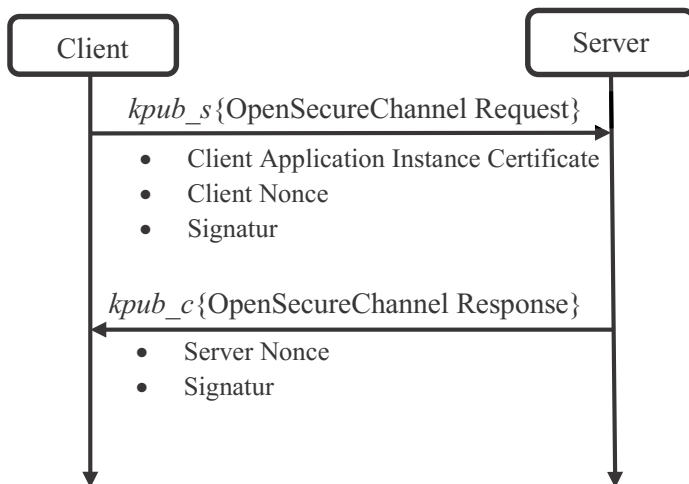 Client
Server
kpub_s{OpenSecureChannel Request}
• Client Application Instance Certificate
• Client Nonce
• Signatur
kpub_c{OpenSecureChannel Response}
• Server Nonce
• Signatur